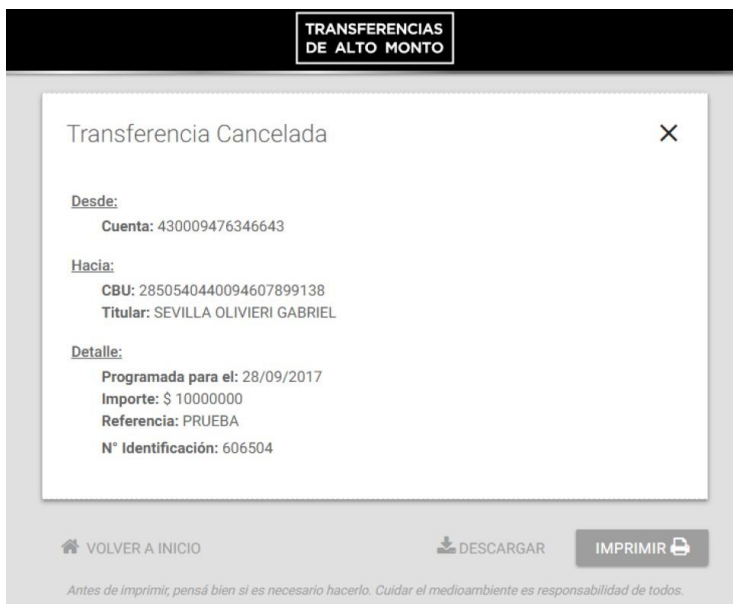 TRANSFERENCIAS
DE ALTO MONTO
Transferencia Cancelada
Desde:
Cuenta: 430009476346643
Hacia:
CBU: 2850540440094607899138
Titular: SEVILLA OLIVIERI GABRIEL
Detalle:
Programada para el: 28/09/2017
Importe: $ 10000000
Referencia: PRUEBA
N° Identificación: 606504
VOLVER A INICIO
DESCARGAR
IMPRIMIR
Antes de imprimir, pensá bien si es necesario hacerlo. Cuidar el medioambiente es responsabilidad de todos.